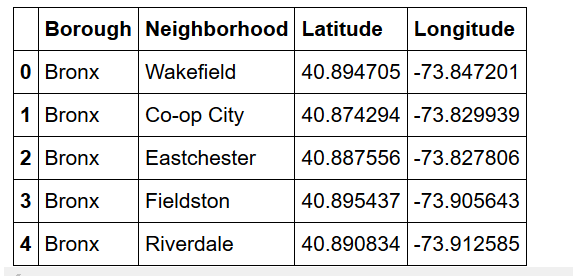 Borough Neighborhood Latitude Longitude
0 Bronx Wakefield 40.894705 -73.847201
1 Bronx Co-op City 40.874294 -73.829939
2 Bronx Eastchester 40.887556 -73.827806
3 Bronx Fieldston 40.895437 -73.905643
4 Bronx Riverdale 40.890834 -73.912585